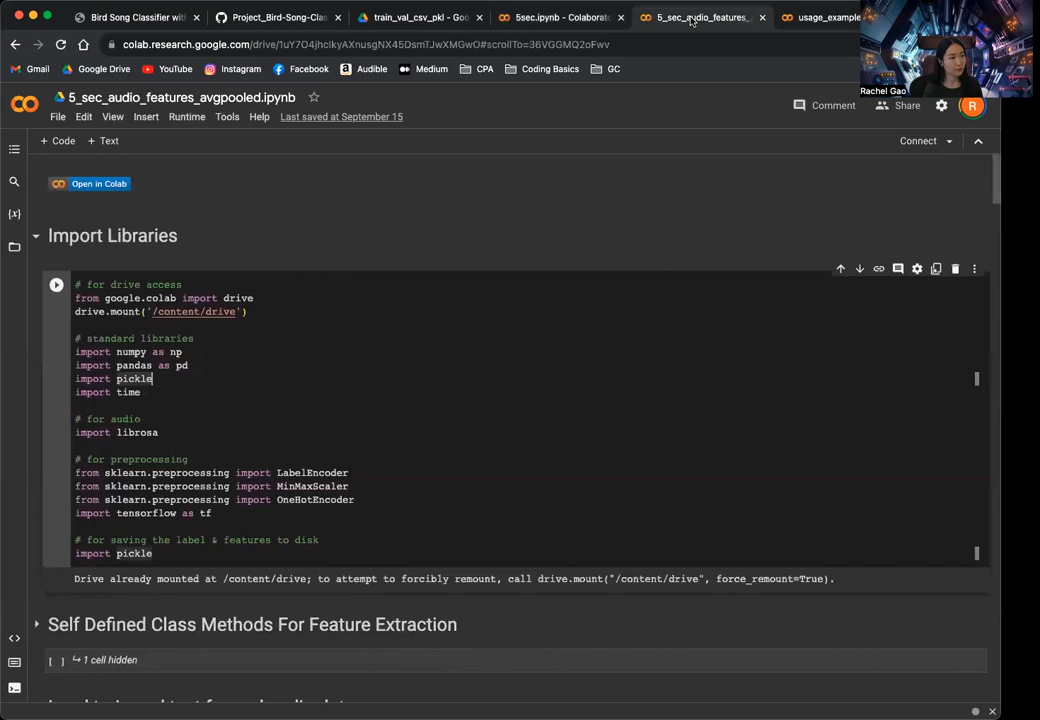 Bird Song Classifier with
Project_Bird-Song-Clas
train_val_csv_pkl - Goo
5sec.ipynb - Colaborato
5_sec_audio_features_
usage_example
colab.research.google.com/drive/1uY7O4jhcIkyAXnusgNX45DsmTJwXMGwO#scrollTo=36VGGMQ2oFwv
Gmail
Google Drive
YouTube
Instagram
Facebook
Audible
Medium
CPA
Coding Basics
GC
Rachel Gao
5_sec_audio_features_avgpooled.ipynb
Comment
Share
R
File Edit View Insert Runtime Tools Help Last saved at September 15
+ Code + Text
Connect
Open in Colab
Import Libraries
# for drive access
from google.colab import drive
drive.mount('/content/drive')
# standard libraries
import numpy as np
import pandas as pd
import pickle
import time
# for audio
import librosa
# for preprocessing
from sklearn.preprocessing import LabelEncoder
from sklearn.preprocessing import MinMaxScaler
from sklearn.preprocessing import OneHotEncoder
import tensorflow as tf
# for saving the label & features to disk
import pickle
Drive already mounted at /content/drive; to attempt to forcibly remount, call drive.mount("/content/drive", force_remount=True).
Self Defined Class Methods For Feature Extraction
[ ] ↳ 1 cell hidden